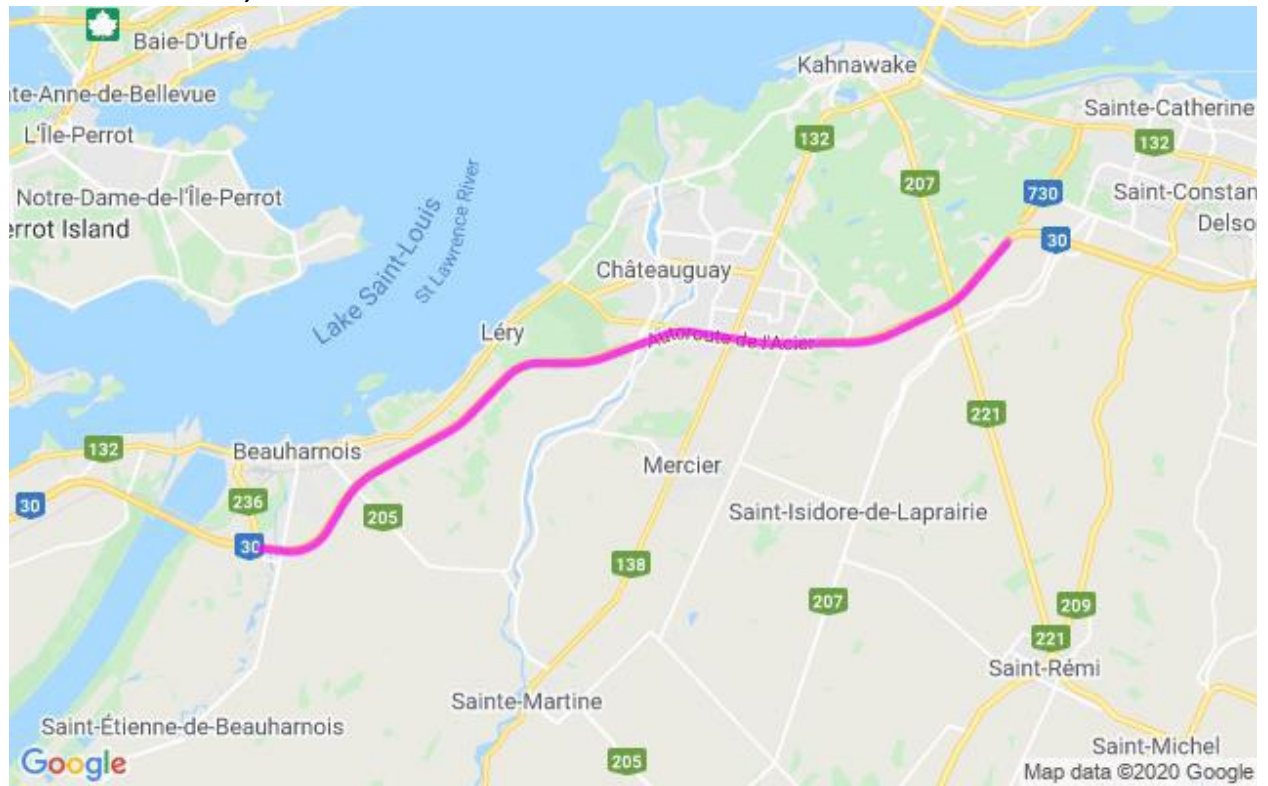 Baie-D'Urfe
Kahnawake
te-Anne-de-Bellevue
Sainte-Catherine
L'Île-Perrot
132
132
207
730
Saint-Constan
Notre-Dame-de-l'Île-Perrot
errot Island
Delso
30
Lake Saint-Louis
St Lawrence River
Châteauguay
Léry
Autoroute de l'Acier
221
132
Beauharnois
Mercier
30
236
205
Saint-Isidore-de-Laprairie
30
138
207
209
221
Saint-Rémi
Sainte-Martine
Saint-Étienne-de-Beauharnois
205
Saint-Michel
Google
Map data ©2020 Google